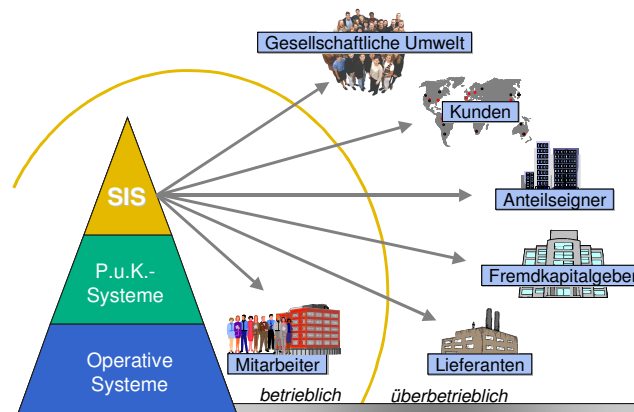 Gesellschaftliche Umwelt
Kunden
SIS
Anteilseigner
P.u.K.-
Systeme
Fremdkapitalgeber
Operative
Systeme
Mitarbeiter
Lieferanten
betrieblich
überbetrieblich